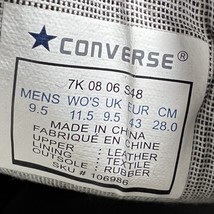 CONVERSE®
7K 08 06 S48
MENS WO'S UK EUR CM
9.5 11.5 9.5 43 28.0
MADE IN CHINA
FABRIQUÉ EN CHINE
UPPER : LEATHER
LINING : TEXTILE
OUTSOLE : RUBBER
SKU # 106986